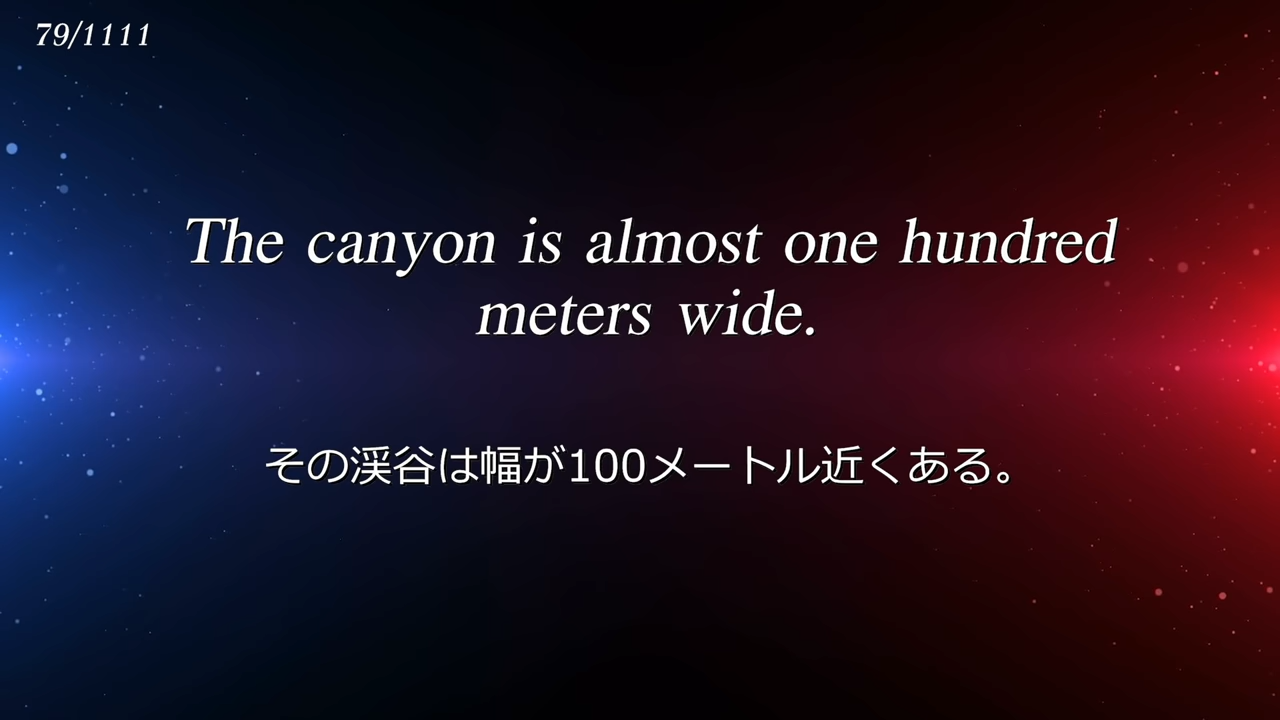 79/1111
The canyon is almost one hundred
meters wide.
その渓谷は幅が100メートル近くある。